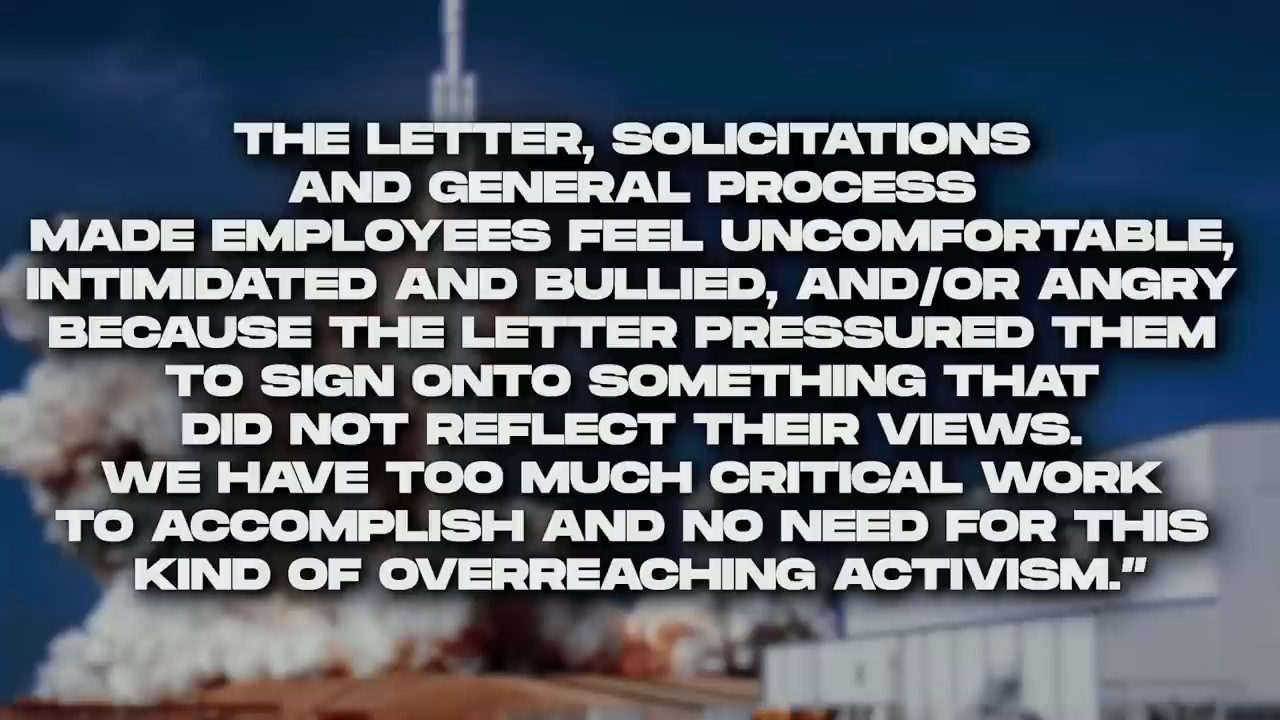 THE LETTER, SOLICITATIONS
AND GENERAL PROCESS
MADE EMPLOYEES FEEL UNCOMFORTABLE,
INTIMIDATED AND BULLIED, AND/OR ANGRY
BECAUSE THE LETTER PRESSURED THEM
TO SIGN ONTO SOMETHING THAT
DID NOT REFLECT THEIR VIEWS.
WE HAVE TOO MUCH CRITICAL WORK
TO ACCOMPLISH AND NO NEED FOR THIS
KIND OF OVERREACHING ACTIVISM."